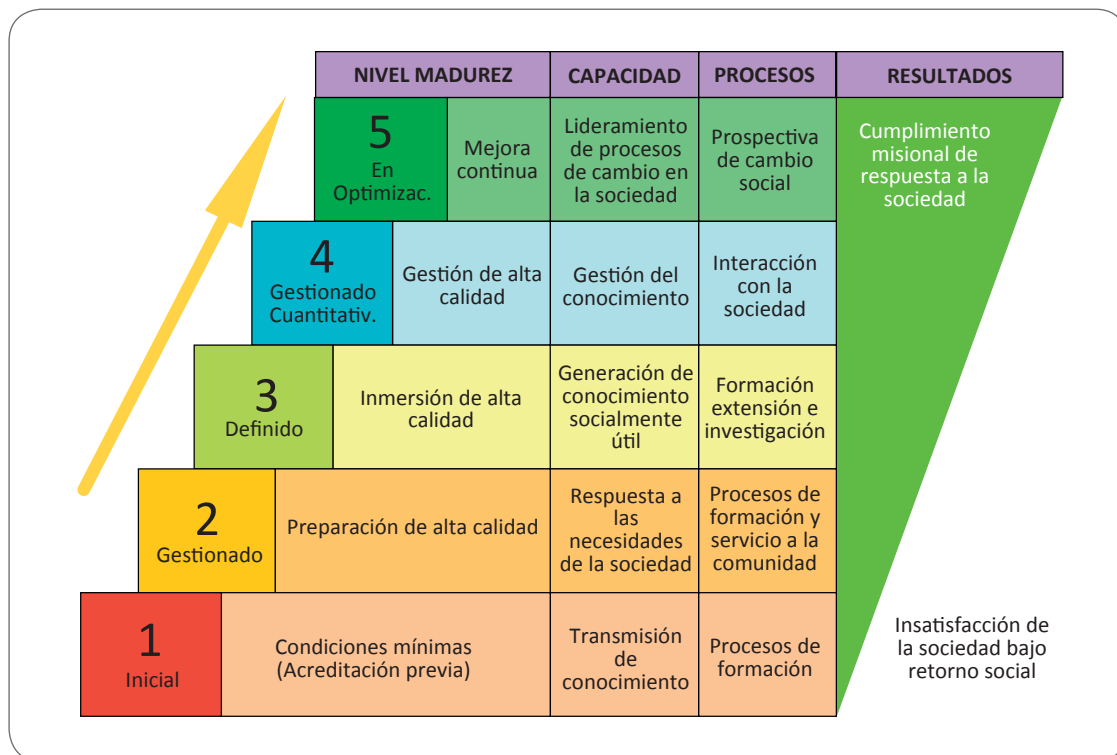 NIVEL MADUREZ
CAPACIDAD
PROCESOS
RESULTADOS
5
En
Optimizac.
Mejora
continua
Lideramiento
de procesos
de cambio en
la sociedad
Prospectiva
de cambio
social
Cumplimiento
misional de
respuesta a la
sociedad
4
Gestionado
Cuantitativ.
Gestión de alta
calidad
Gestión del
conocimiento
Interacción
con la
sociedad
3
Definido
Inmersión de alta
calidad
Generación de
conocimiento
socialmente
útil
Formación
extensión e
investigación
2
Gestionado
Preparación de alta calidad
Respuesta a
las
necesidades
de la sociedad
Procesos de
formación y
servicio a la
comunidad
1
Inicial
Condiciones mínimas
(Acreditación previa)
Transmisión
de
conocimiento
Procesos de
formación
Insatisfacción de
la sociedad bajo
retorno social